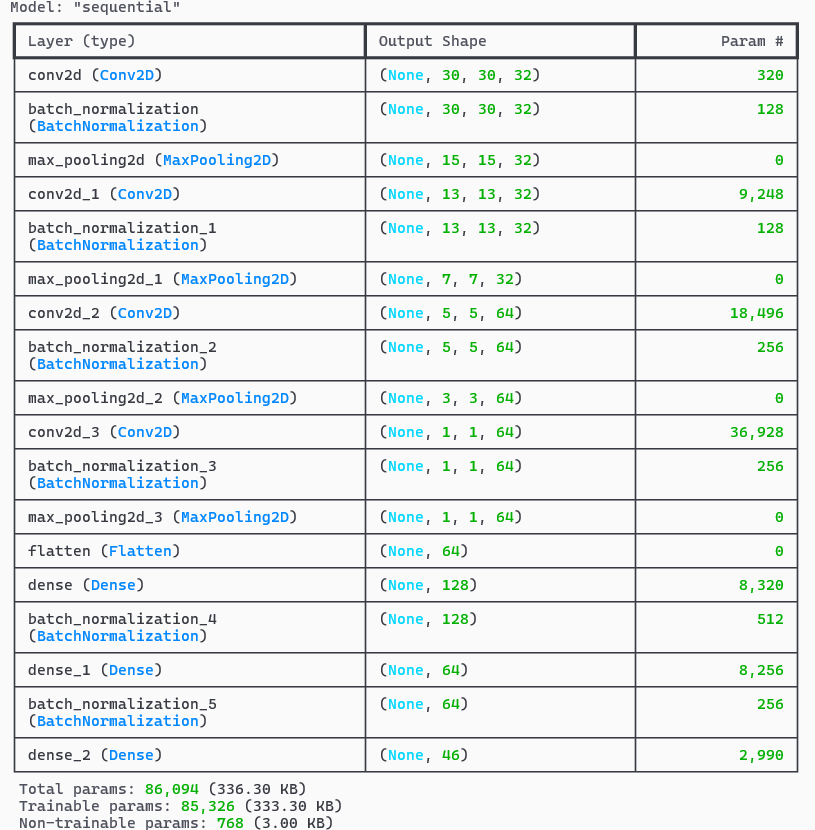 Model: "sequential"
Layer (type) Output Shape Param #
conv2d (Conv2D) (None, 30, 30, 32) 320
batch_normalization (None, 30, 30, 32) 128
(BatchNormalization)
max_pooling2d (MaxPooling2D) (None, 15, 15, 32) 0
conv2d_1 (Conv2D) (None, 13, 13, 32) 9,248
batch_normalization_1 (None, 13, 13, 32) 128
(BatchNormalization)
max_pooling2d_1 (MaxPooling2D) (None, 7, 7, 32) 0
conv2d_2 (Conv2D) (None, 5, 5, 64) 18,496
batch_normalization_2 (None, 5, 5, 64) 256
(BatchNormalization)
max_pooling2d_2 (MaxPooling2D) (None, 3, 3, 64) 0
conv2d_3 (Conv2D) (None, 1, 1, 64) 36,928
batch_normalization_3 (None, 1, 1, 64) 256
(BatchNormalization)
max_pooling2d_3 (MaxPooling2D) (None, 1, 1, 64) 0
flatten (Flatten) (None, 64) 0
dense (Dense) (None, 128) 8,320
batch_normalization_4 (None, 128) 512
(BatchNormalization)
dense_1 (Dense) (None, 64) 8,256
batch_normalization_5 (None, 64) 256
(BatchNormalization)
dense_2 (Dense) (None, 46) 2,990
Total params: 86,094 (336.30 KB)
Trainable params: 85,326 (333.30 KB)
Non-trainable params: 768 (3.00 KB)